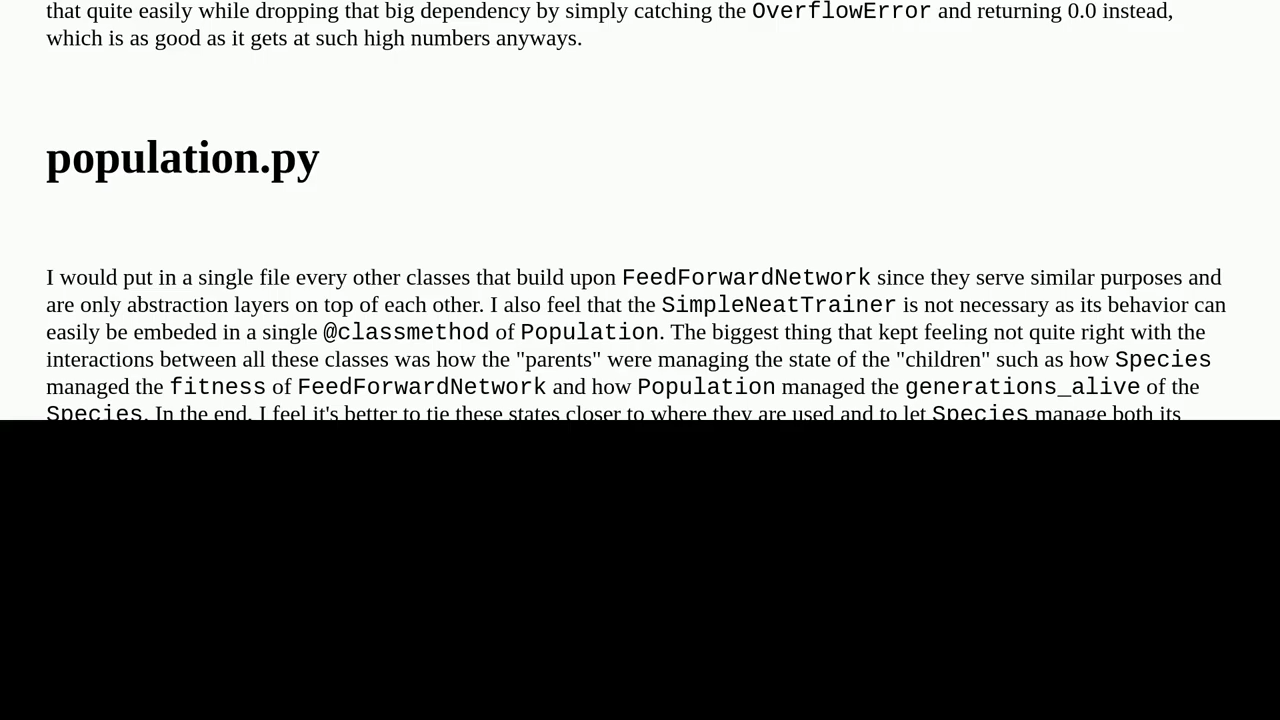 that quite easily while dropping that big dependency by simply catching the OverflowError and returning 0.0 instead,
which is as good as it gets at such high numbers anyways.
population.py
I would put in a single file every other classes that build upon FeedForwardNetwork since they serve similar purposes and
are only abstraction layers on top of each other. I also feel that the SimpleNeatTrainer is not necessary as its behavior can
easily be embeded in a single @classmethod of Population. The biggest thing that kept feeling not quite right with the
interactions between all these classes was how the "parents" were managing the state of the "children" such as how Species
managed the fitness of FeedForwardNetwork and how Population managed the generations_alive of the
Species. In the end, I feel it's better to tie these states closer to where they are used and to let Species manage both its